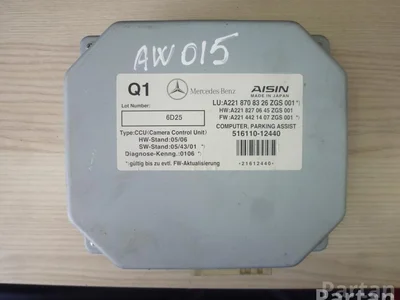 AW015
Q1
Mercedes-Benz
AISIN
MADE IN JAPAN
Lot Number:
6D25
LU:A221 870 83 26 ZGS 001 *)
HW:A221 827 06 45 ZGS 001
FW:A221 442 14 07 ZGS 001 *)
COMPUTER, PARKING ASSIST
516110-12440
Type:CCU(Camera Control Unit)
HW-Stand:05/06
SW-Stand:05/43/01 *)
Diagnose-Kenng.:0106 *)
*)gültig bis zu evtl. FW-Aktualisierung
*21612440*
Partan
Partan